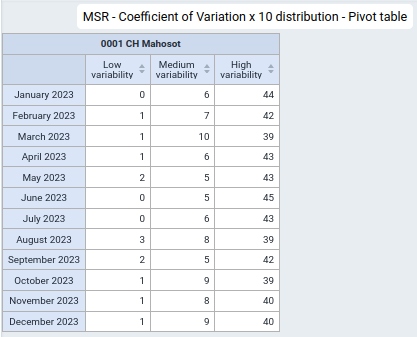 MSR - Coefficient of Variation x 10 distribution - Pivot table
0001 CH Mahosot
Low variability Medium variability High variability
January 2023 0 6 44
February 2023 1 7 42
March 2023 1 10 39
April 2023 1 6 43
May 2023 2 5 43
June 2023 0 5 45
July 2023 0 6 43
August 2023 3 8 39
September 2023 2 5 42
October 2023 1 9 39
November 2023 1 8 40
December 2023 1 9 40